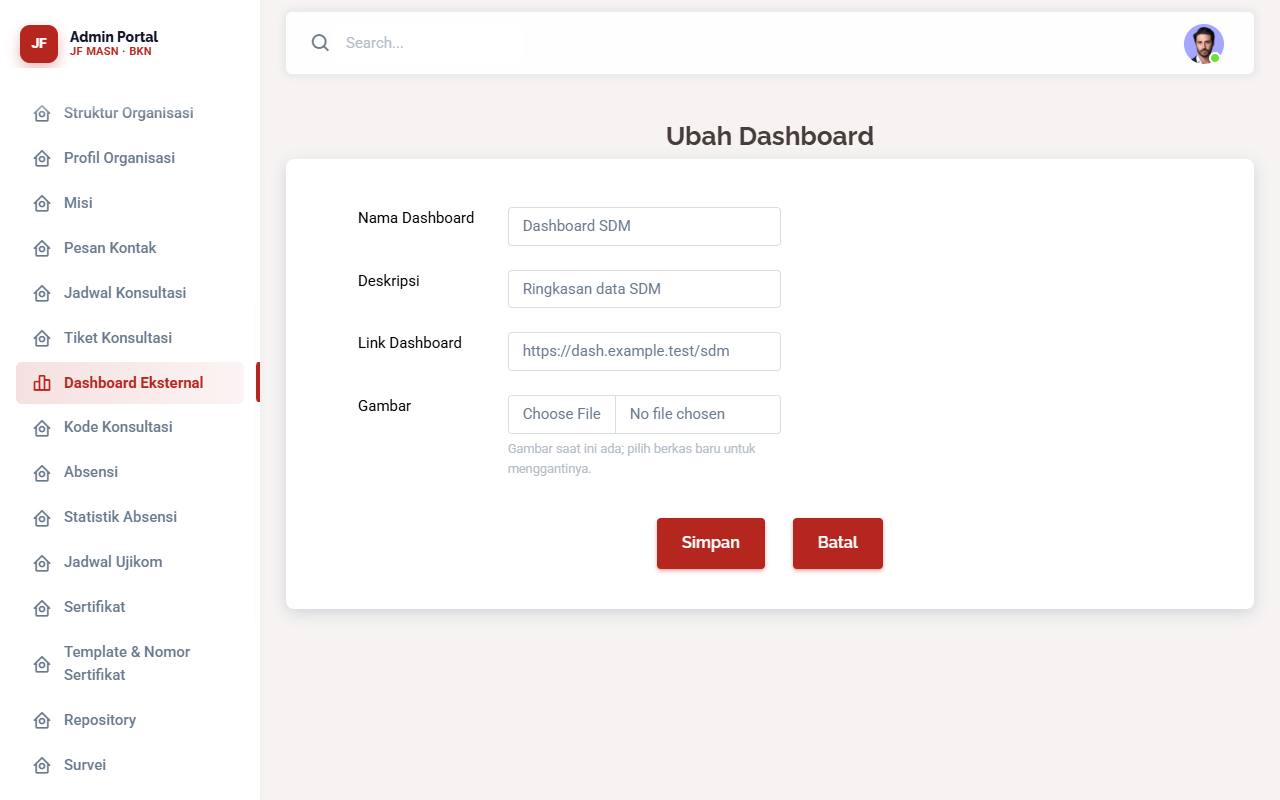 JF
Admin Portal
JF MASN · BKN
Struktur Organisasi
Profil Organisasi
Misi
Pesan Kontak
Jadwal Konsultasi
Tiket Konsultasi
Dashboard Eksternal
Kode Konsultasi
Absensi
Statistik Absensi
Jadwal Ujikom
Sertifikat
Template & Nomor
Sertifikat
Repository
Survei
Search...
Ubah Dashboard
Nama Dashboard
Dashboard SDM
Deskripsi
Ringkasan data SDM
Link Dashboard
https://dash.example.test/sdm
Gambar
Choose File No file chosen
Gambar saat ini ada; pilih berkas baru untuk
menggantinya.
Simpan
Batal